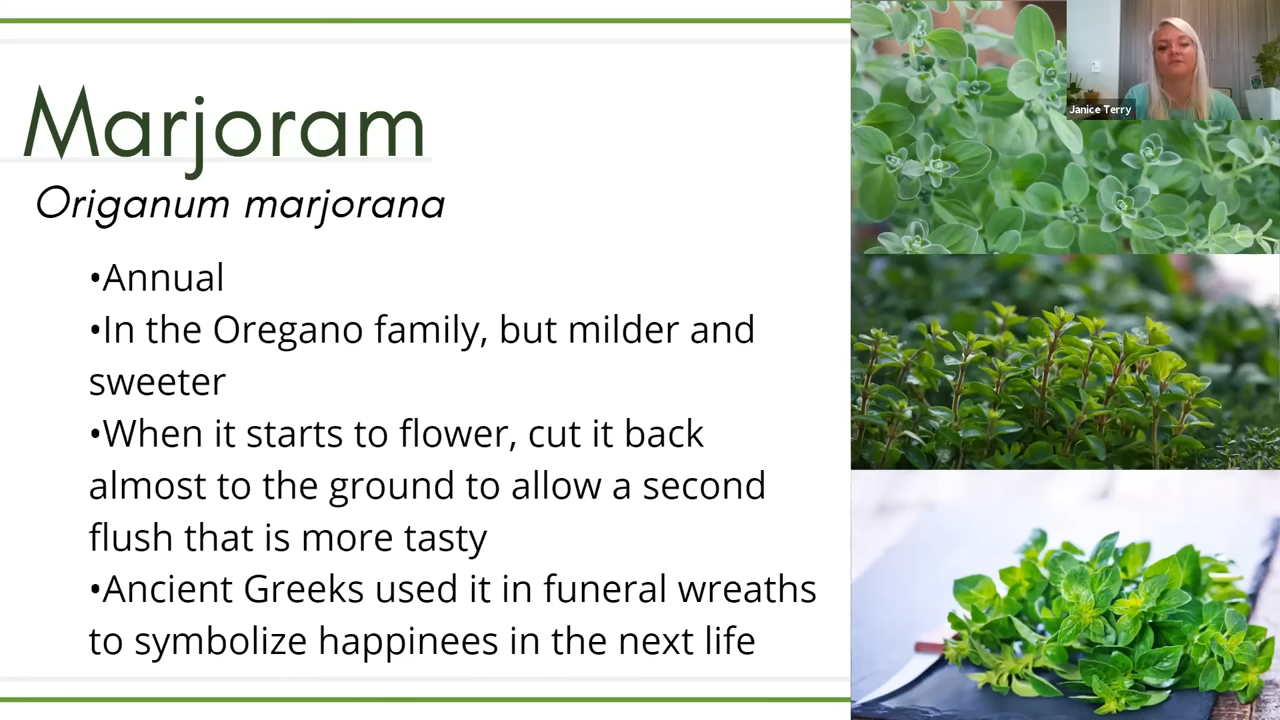 Marjoram
Origanum marjorana
•Annual
•In the Oregano family, but milder and
sweeter
•When it starts to flower, cut it back
almost to the ground to allow a second
flush that is more tasty
•Ancient Greeks used it in funeral wreaths
to symbolize happinees in the next life
Janice Terry